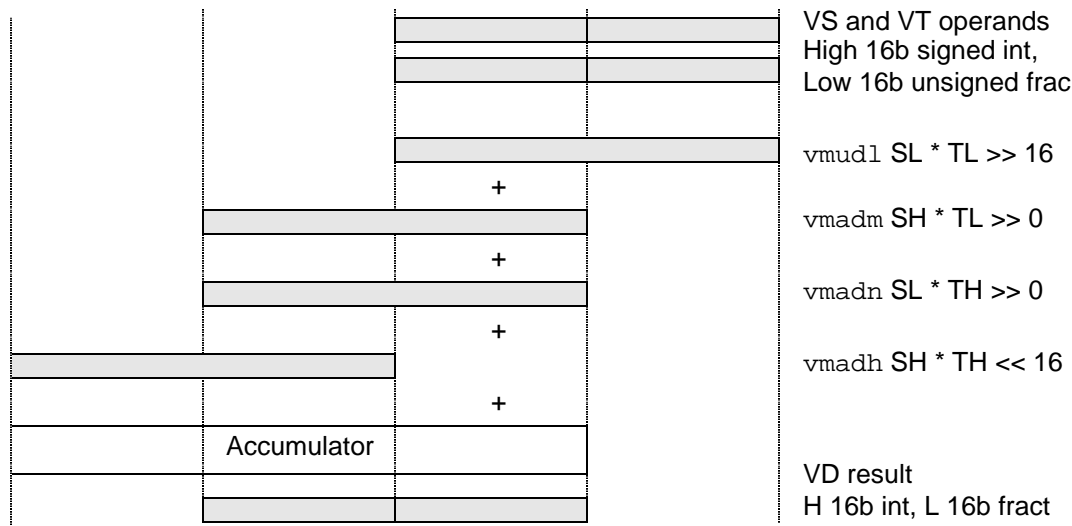 VS and VT operands
High 16b signed int,
Low 16b unsigned frac
vmudl SL * TL >> 16
+
vmadm SH * TL >> 0
+
vmadn SL * TH >> 0
+
vmadh SH * TH << 16
+
Accumulator
VD result
H 16b int, L 16b fract